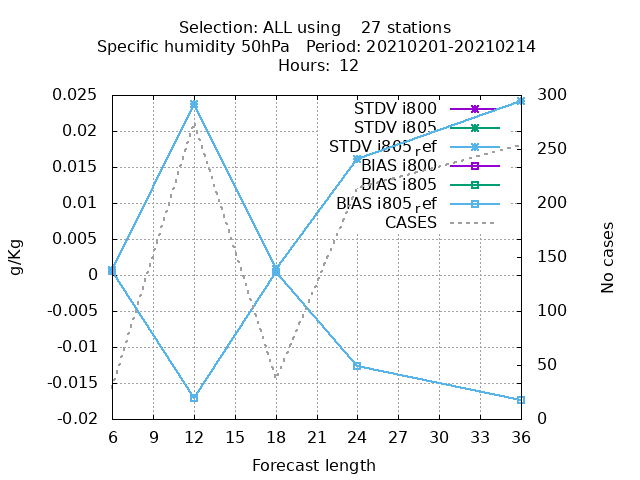 Selection: ALL using 27 stations
Specific humidity 50hPa Period: 20210201-20210214
Hours: 12
0.025
0.02
0.015
0.01
0.005
0
-0.005
-0.01
-0.015
-0.02
g/Kg
STDV i800
STDV i805
STDV i805ref
BIAS i800
BIAS i805
BIAS i805ref
CASES
300
250
200
150
100
50
0
No cases
6 9 12 15 18 21 24 27 30 33 36
Forecast length